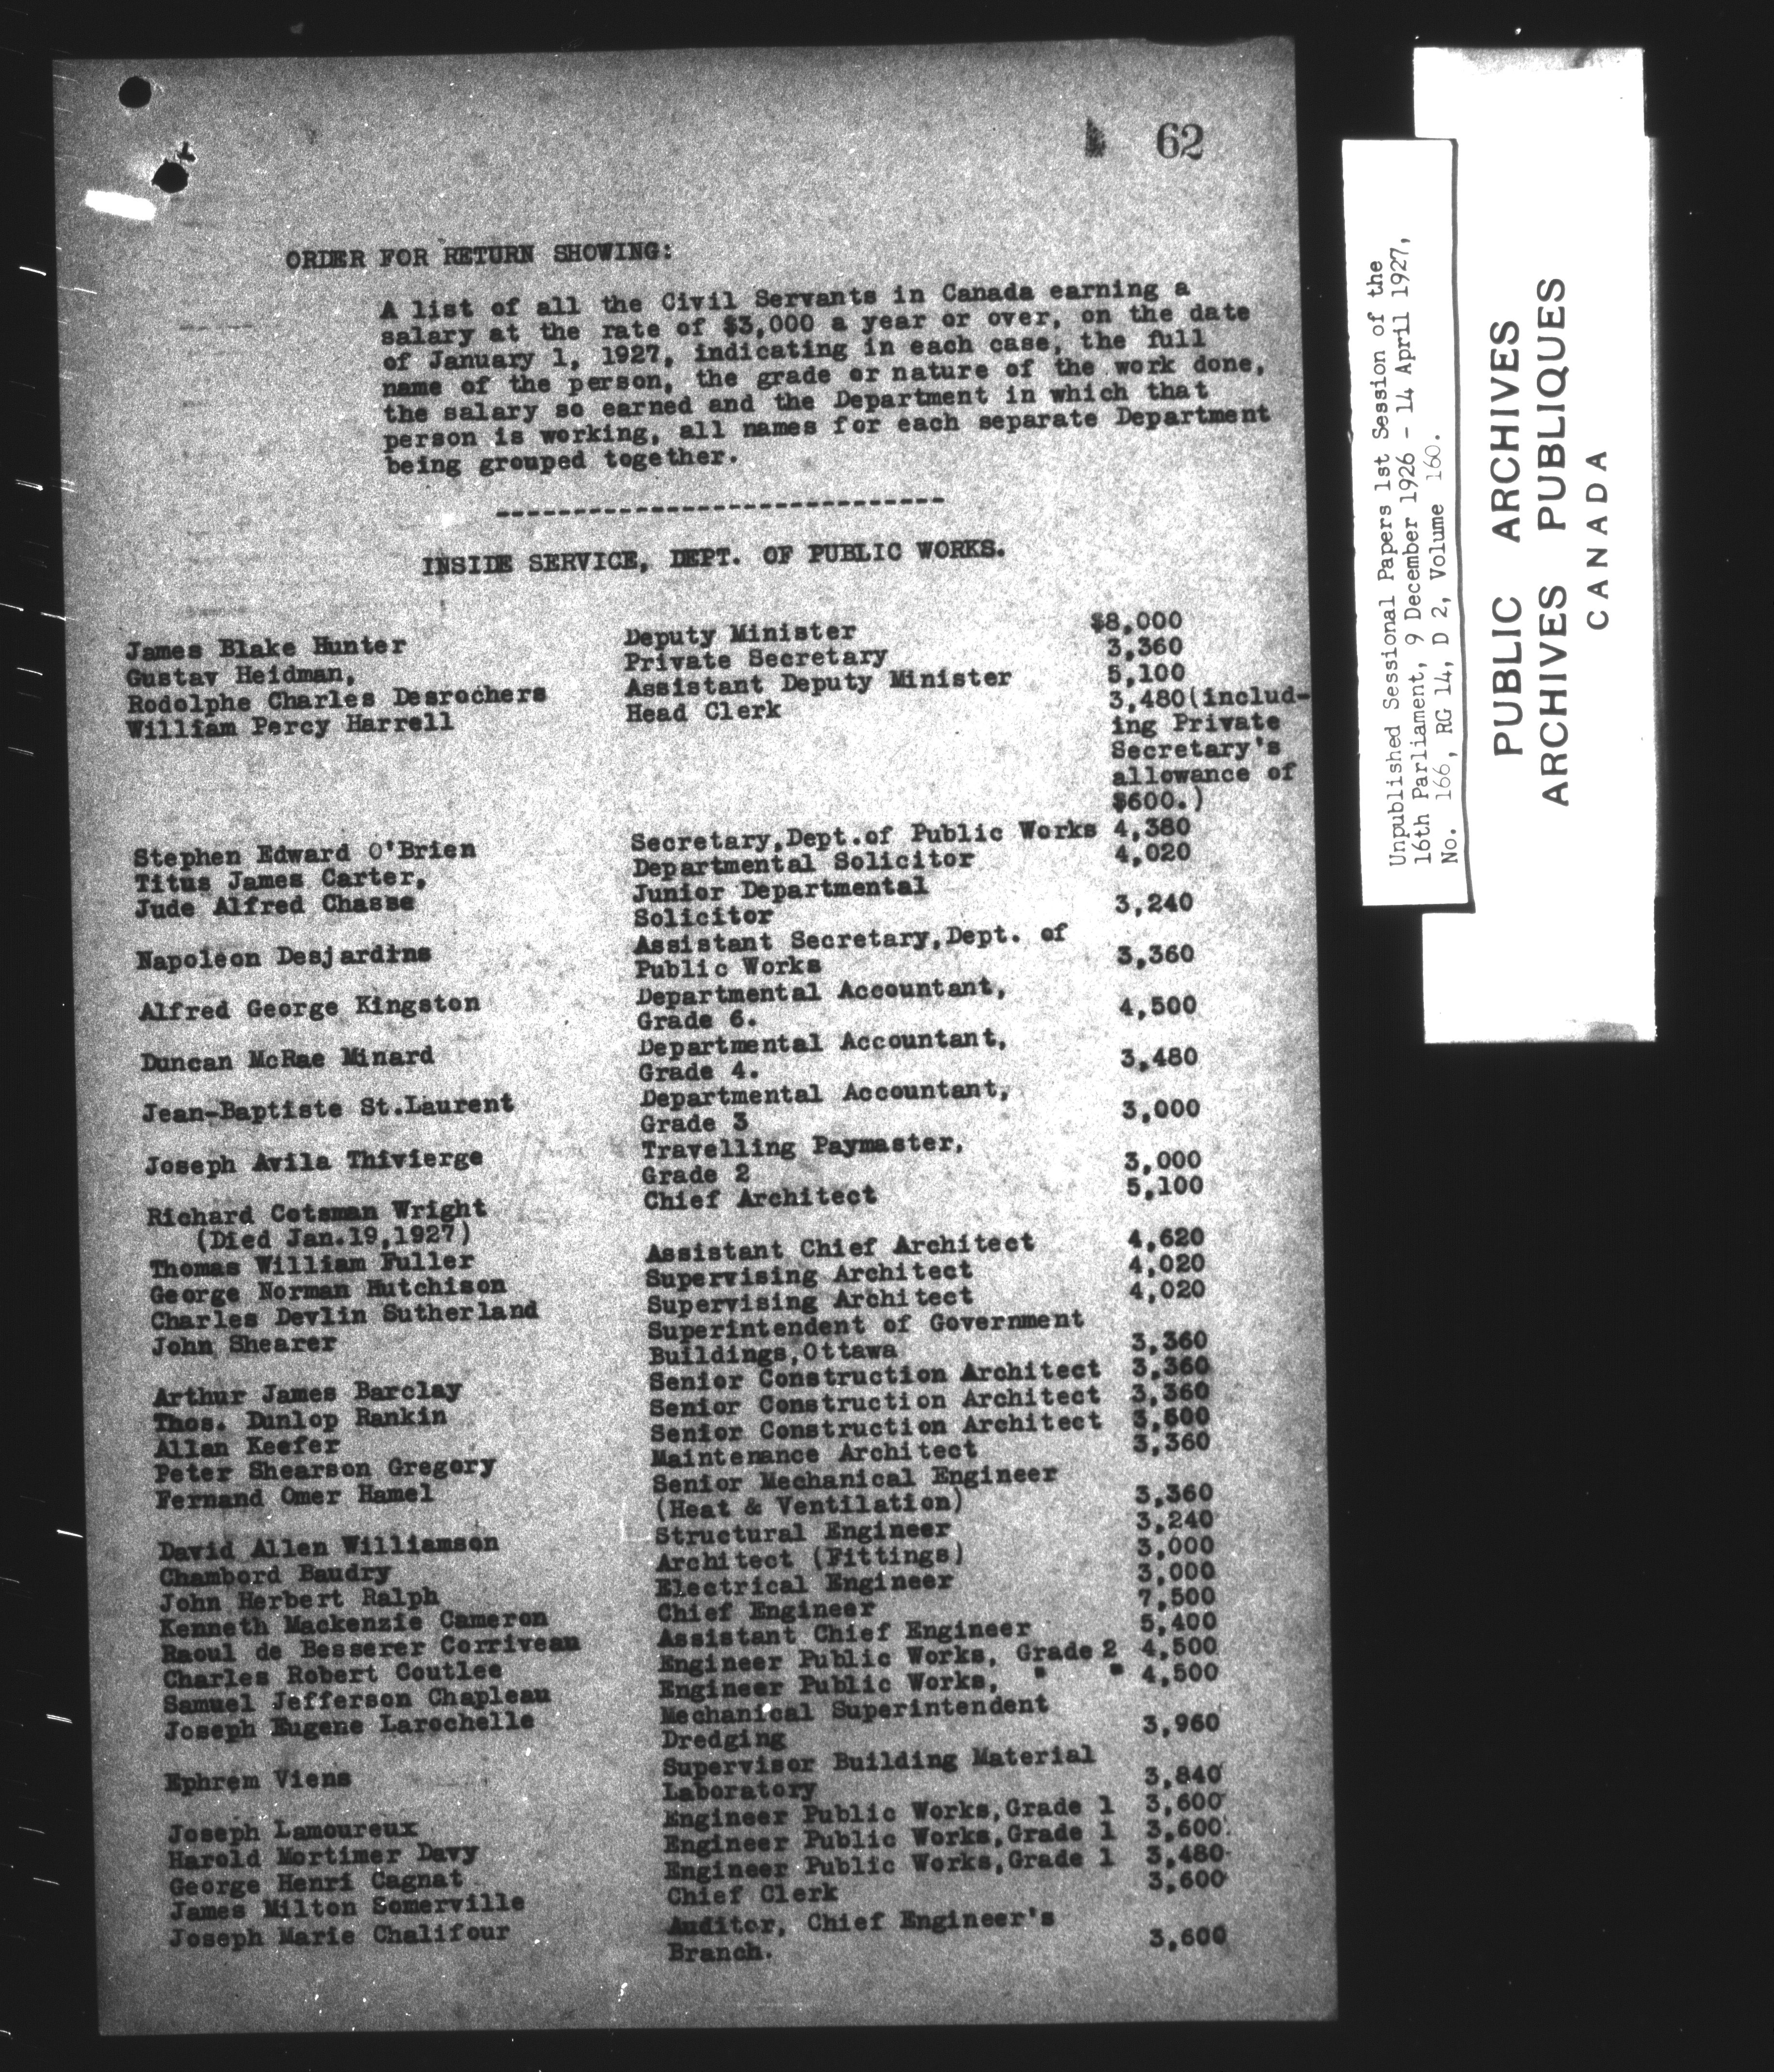 62
ORDER FOR RETURN SHOWING:
A list of all the Civil Servants in Canada earning a
salary at the rate of $3,000 a year or over, on the date
of January 1, 1927, indicating in each case, the full
name of the person, the grade or nature of the work done,
the salary so earned and the Department in which that
person is working, all names for each separate Department
being grouped together.
INSIDE SERVICE, DEPT. OF PUBLIC WORKS.
James Blake Hunter Deputy Minister $8,000
Gustav Heidman, Private Secretary 3,360
Rodolphe Charles Desrochers Assistant Deputy Minister 5,100
William Percy Harrell Head Clerk 3,480(includ-
ing Private
Secretary's
allowance of
$600.)
Stephen Edward O'Brien Secretary,Dept.of Public Works 4,380
Titus James Carter, Departmental Solicitor 4,020
Jude Alfred Chasse Junior Departmental
Solicitor 3,240
Napoleon Desjardins Assistant Secretary,Dept. of
Public Works 3,360
Alfred George Kingston Departmental Accountant,
Grade 6. 4,500
Duncan McRae Minard Departmental Accountant,
Grade 4. 3,480
Jean-Baptiste St.Laurent Departmental Accountant,
Grade 3 3,000
Joseph Avila Thivierge Travelling Paymaster,
Grade 2 3,000
Richard Cotsman Wright Chief Architect 5,100
(Died Jan.19,1927)
Thomas William Fuller Assistant Chief Architect 4,620
George Norman Hutchison Supervising Architect 4,020
Charles Devlin Sutherland Supervising Architect 4,020
John Shearer Superintendent of Government
Buildings,Ottawa 3,360
Arthur James Barclay Senior Construction Architect 3,360
Thos. Dunlop Rankin Senior Construction Architect 3,360
Allan Keefer Senior Construction Architect 3,600
Peter Shearson Gregory Maintenance Architect 3,360
Fernand Omer Hamel Senior Mechanical Engineer
(Heat & Ventilation) 3,360
David Allen Williamson Structural Engineer 3,240
Chambord Baudry Architect (Fittings) 3,000
John Herbert Ralph Electrical Engineer 3,000
Kenneth Mackenzie Cameron Chief Engineer 7,500
Raoul de Besserer Corriveau Assistant Chief Engineer 5,400
Charles Robert Coutlee Engineer Public Works, Grade 2 4,500
Samuel Jefferson Chapleau Engineer Public Works, " " 4,500
Joseph Eugene Larochelle Mechanical Superintendent
Dredging 3,960
Ephrem Viens Supervisor Building Material
Laboratory 3,840
Joseph Lamoureux Engineer Public Works,Grade 1 3,600
Harold Mortimer Davy Engineer Public Works,Grade 1 3,600
George Henri Cagnat Engineer Public Works,Grade 1 3,480
James Milton Somerville Chief Clerk 3,600
Joseph Marie Chalifour Auditor, Chief Engineer's
Branch. 3,600
Unpublished Sessional Papers 1st Session of the
16th Parliament, 9 December 1926 - 14 April 1927,
No. 166, RG 14, D 2, Volume 160.
PUBLIC ARCHIVES
ARCHIVES PUBLIQUES
CANADA